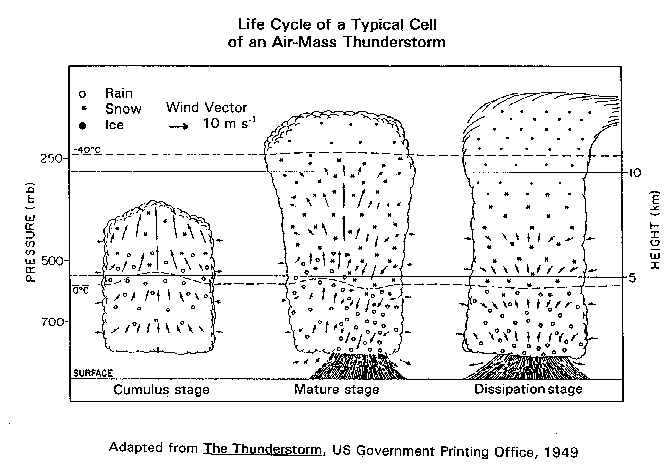 Life Cycle of a Typical Cell
of an Air-Mass Thunderstorm
Rain
Snow Wind Vector
Ice 10 m s⁻¹
-40°C
250
10
PRESSURE (mb)
HEIGHT (km)
500
5
0°C
700
SURFACE
Cumulus stage Mature stage Dissipation stage
Adapted from The Thunderstorm, US Government Printing Office, 1949